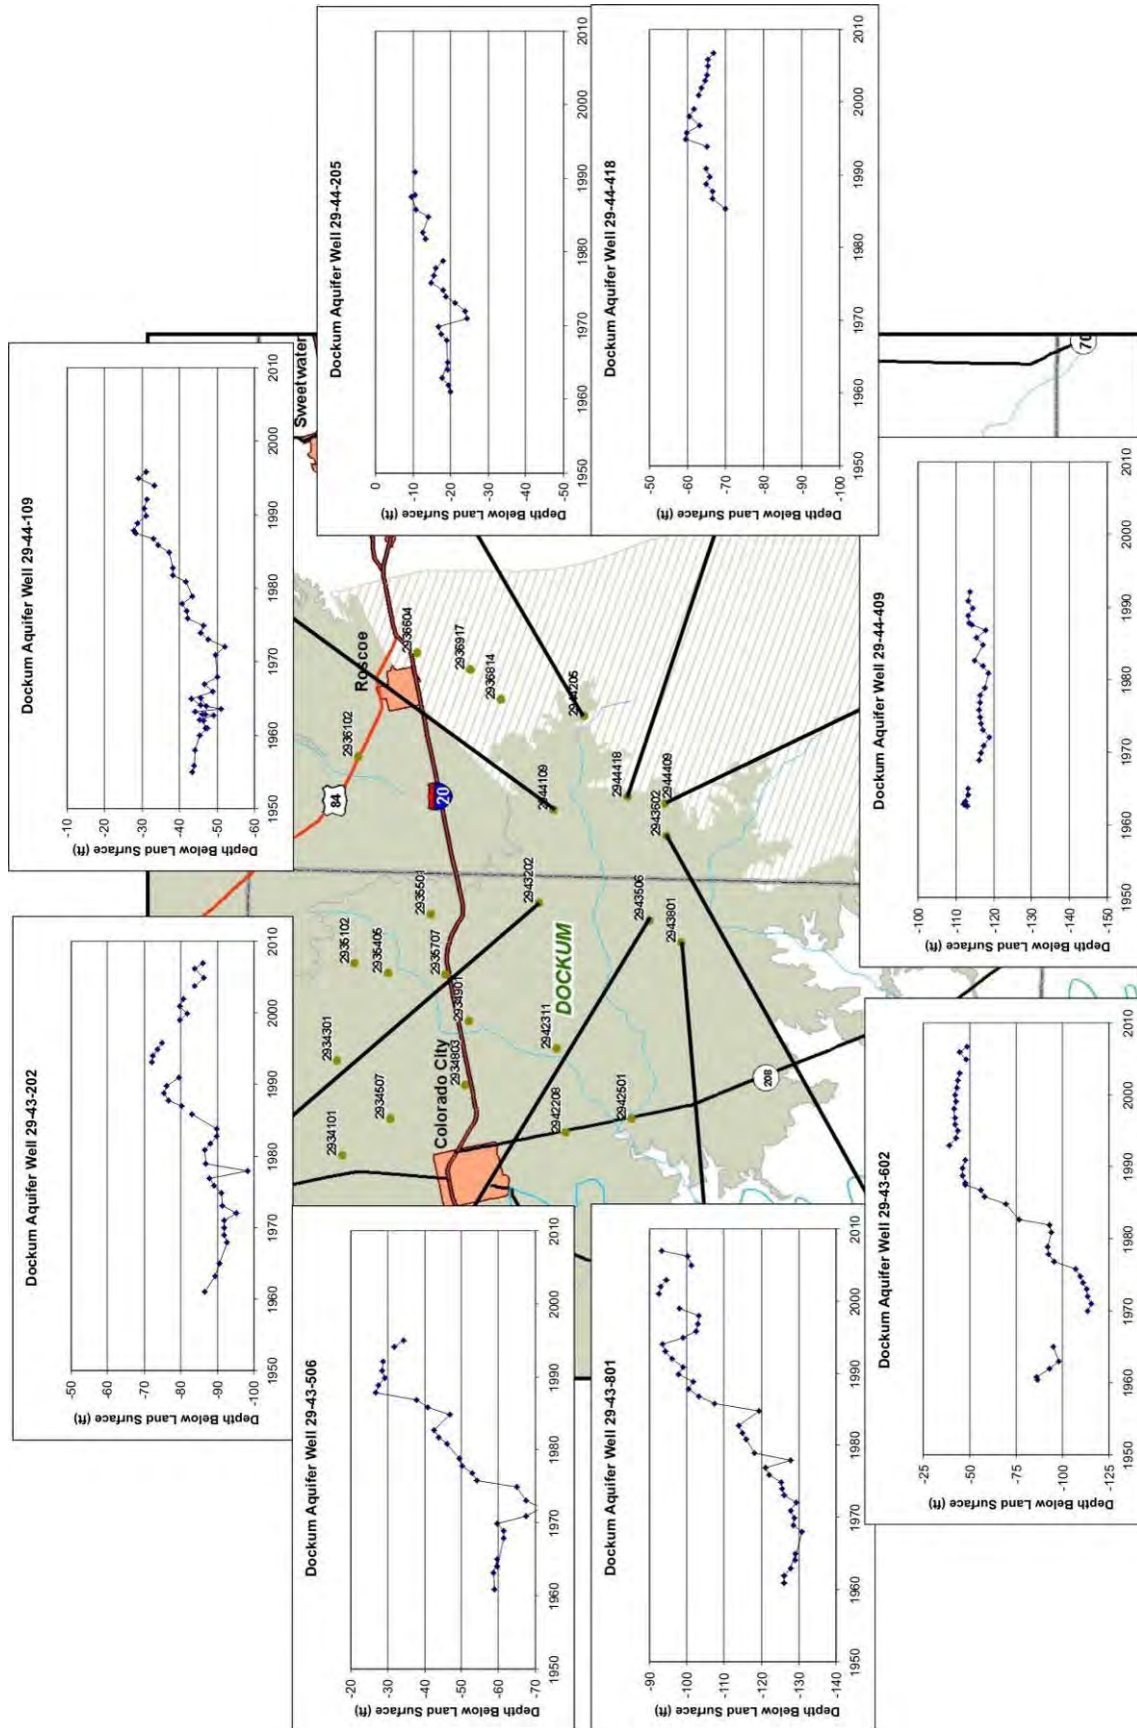 Dockum Aquifer Well 29-43-202
Depth Below Land Surface (ft)
-50
-60
-70
-80
-90
-100
1950 1960 1970 1980 1990 2000 2010
Dockum Aquifer Well 29-44-109
Depth Below Land Surface (ft)
-10
-20
-30
-40
-50
-60
1950 1960 1970 1980 1990 2000 2010
Dockum Aquifer Well 29-43-506
Depth Below Land Surface (ft)
-20
-30
-40
-50
-60
-70
1950 1960 1970 1980 1990 2000 2010
Dockum Aquifer Well 29-44-205
Depth Below Land Surface (ft)
0
-10
-20
-30
-40
-50
1950 1960 1970 1980 1990 2000 2010
Sweetwater
2934101
2934301
2935102
84
2936102
Roscoe
2934507
2935405
2936604
Colorado City
2934803
2934901
2935707
2935501
20
2936917
2936814
2942208
2942311
DOCKUM
2943202
2944109
2944205
2942501
2943506
2944418
2943801
2943602
2944409
208
70
Dockum Aquifer Well 29-43-801
Depth Below Land Surface (ft)
-90
-100
-110
-120
-130
-140
1950 1960 1970 1980 1990 2000 2010
Dockum Aquifer Well 29-44-418
Depth Below Land Surface (ft)
-50
-60
-70
-80
-90
-100
1950 1960 1970 1980 1990 2000 2010
Dockum Aquifer Well 29-43-602
Depth Below Land Surface (ft)
-25
-50
-75
-100
-125
1950 1960 1970 1980 1990 2000 2010
Dockum Aquifer Well 29-44-409
Depth Below Land Surface (ft)
-100
-110
-120
-130
-140
-150
1950 1960 1970 1980 1990 2000 2010